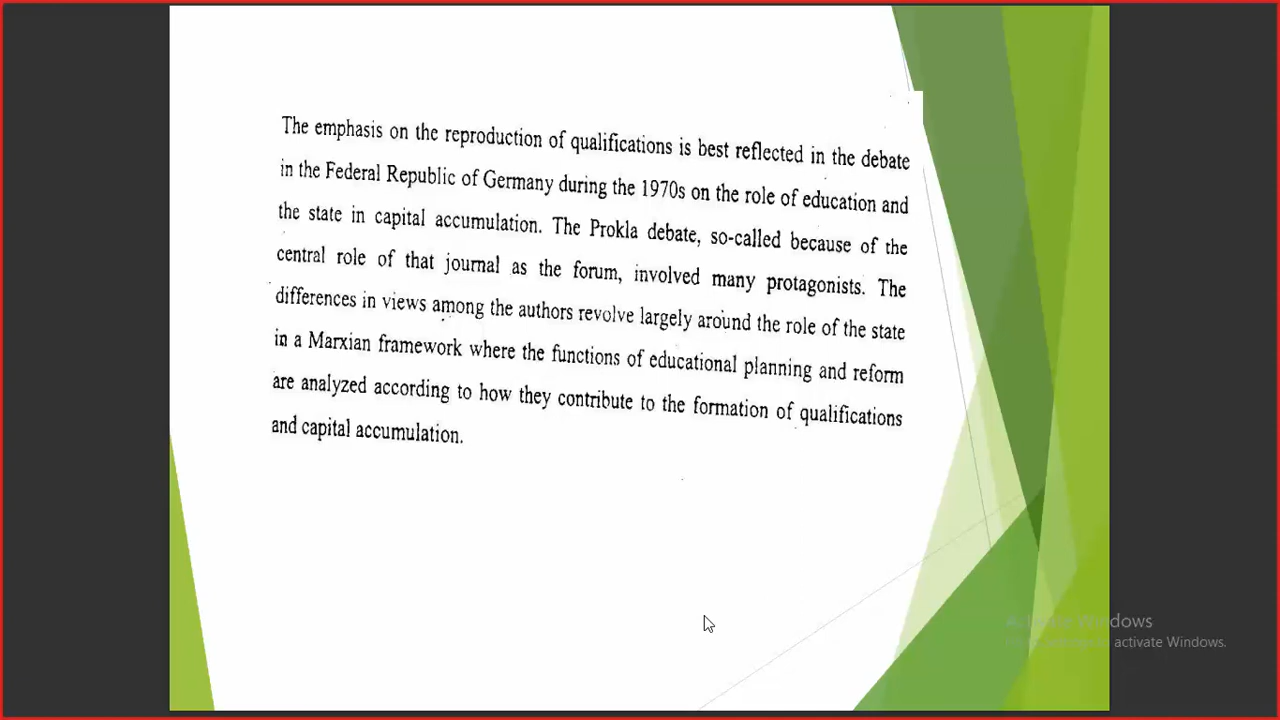 The emphasis on the reproduction of qualifications is best reflected in the debate
in the Federal Republic of Germany during the 1970s on the role of education and
the state in capital accumulation. The Prokla debate, so-called because of the
central role of that journal as the forum, involved many protagonists. The
differences in views among the authors revolve largely around the role of the state
in a Marxian framework where the functions of educational planning and reform
are analyzed according to how they contribute to the formation of qualifications
and capital accumulation.
Activate Windows
activate Windows.